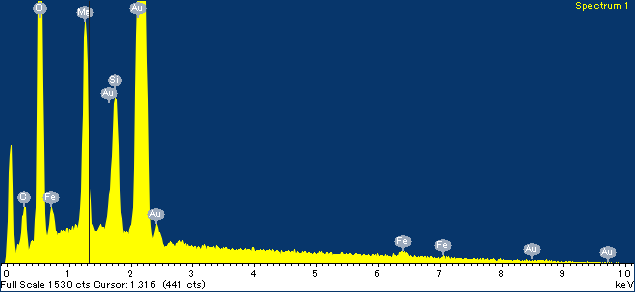 Spectrum 1
O Mg Au
Si
Au
O Fe Au
Fe Fe Au Au
0 1 2 3 4 5 6 7 8 9 10
Full Scale 1530 cts Cursor: 1.316 (441 cts) keV